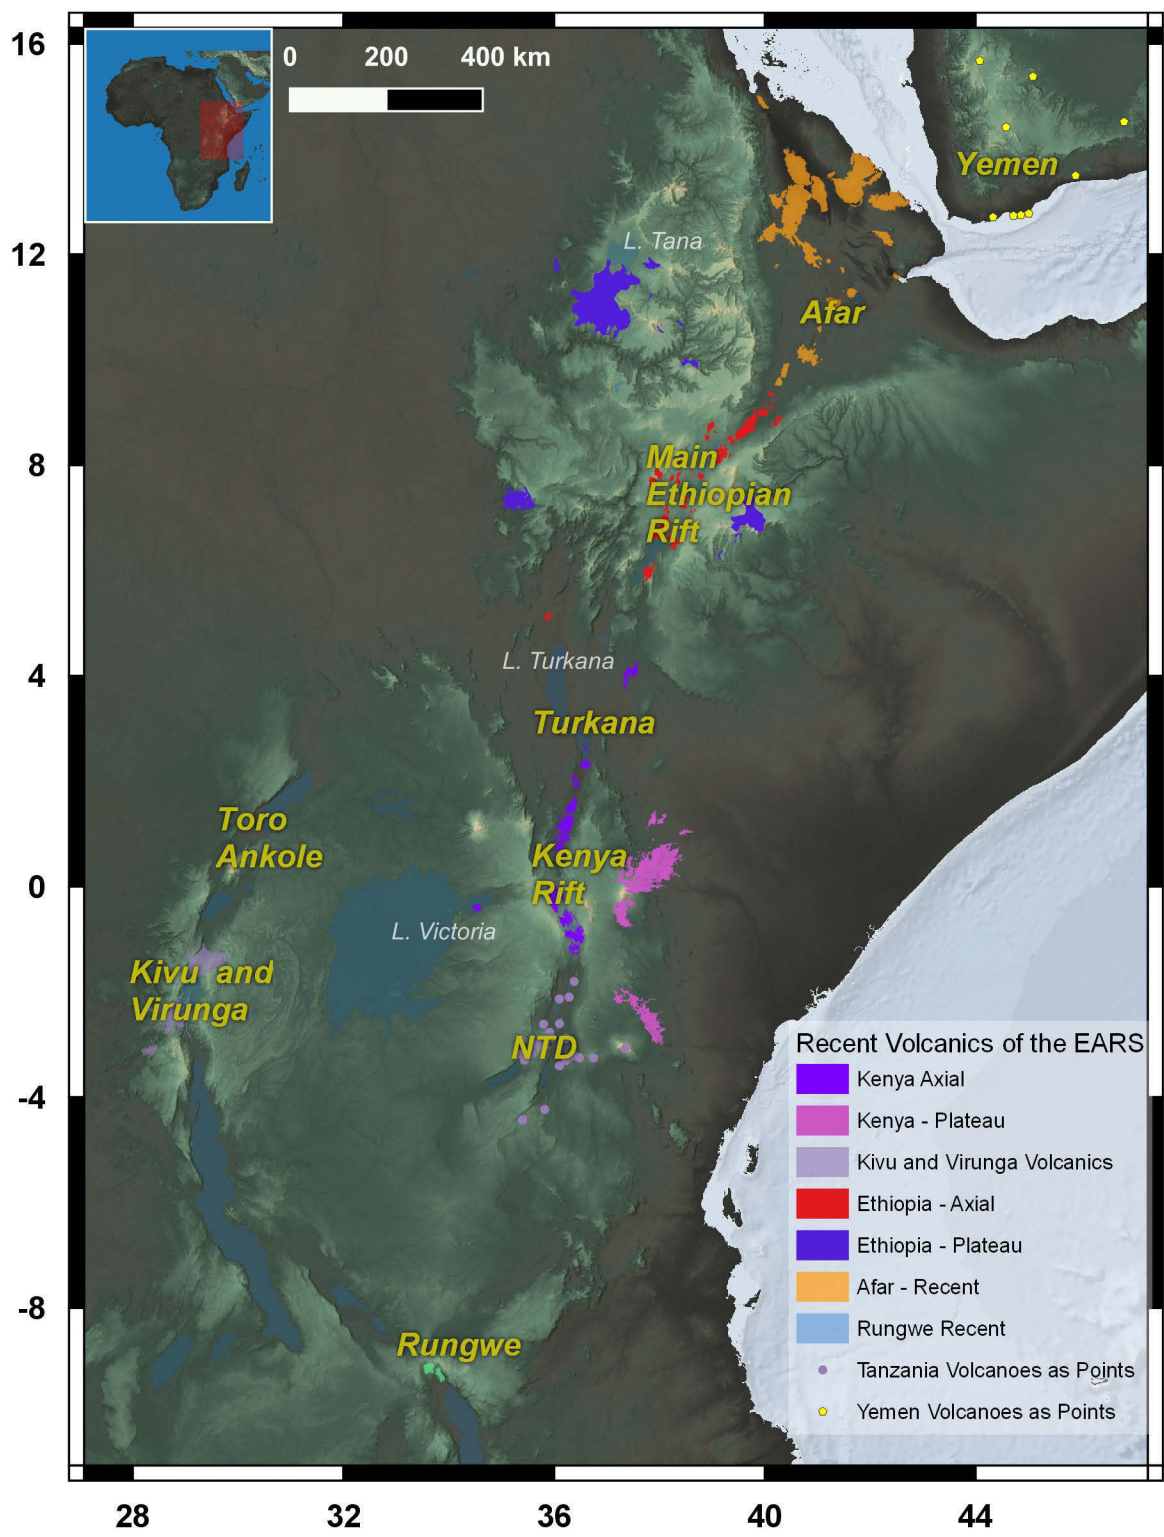 16
0
200
400 km
Yemen
L. Tana
12
Afar
8
Main
Ethiopian
Rift
L. Turkana
4
Turkana
Toro
Ankole
Kenya
Rift
0
L. Victoria
Kivu and
Virunga
NTD
Recent Volcanics of the EARS
Kenya Axial
-4
Kenya - Plateau
Kivu and Virunga Volcanics
Ethiopia - Axial
Ethiopia - Plateau
Afar - Recent
-8
Rungwe Recent
Rungwe
Tanzania Volcanoes as Points
Yemen Volcanoes as Points
28
32
36
40
44